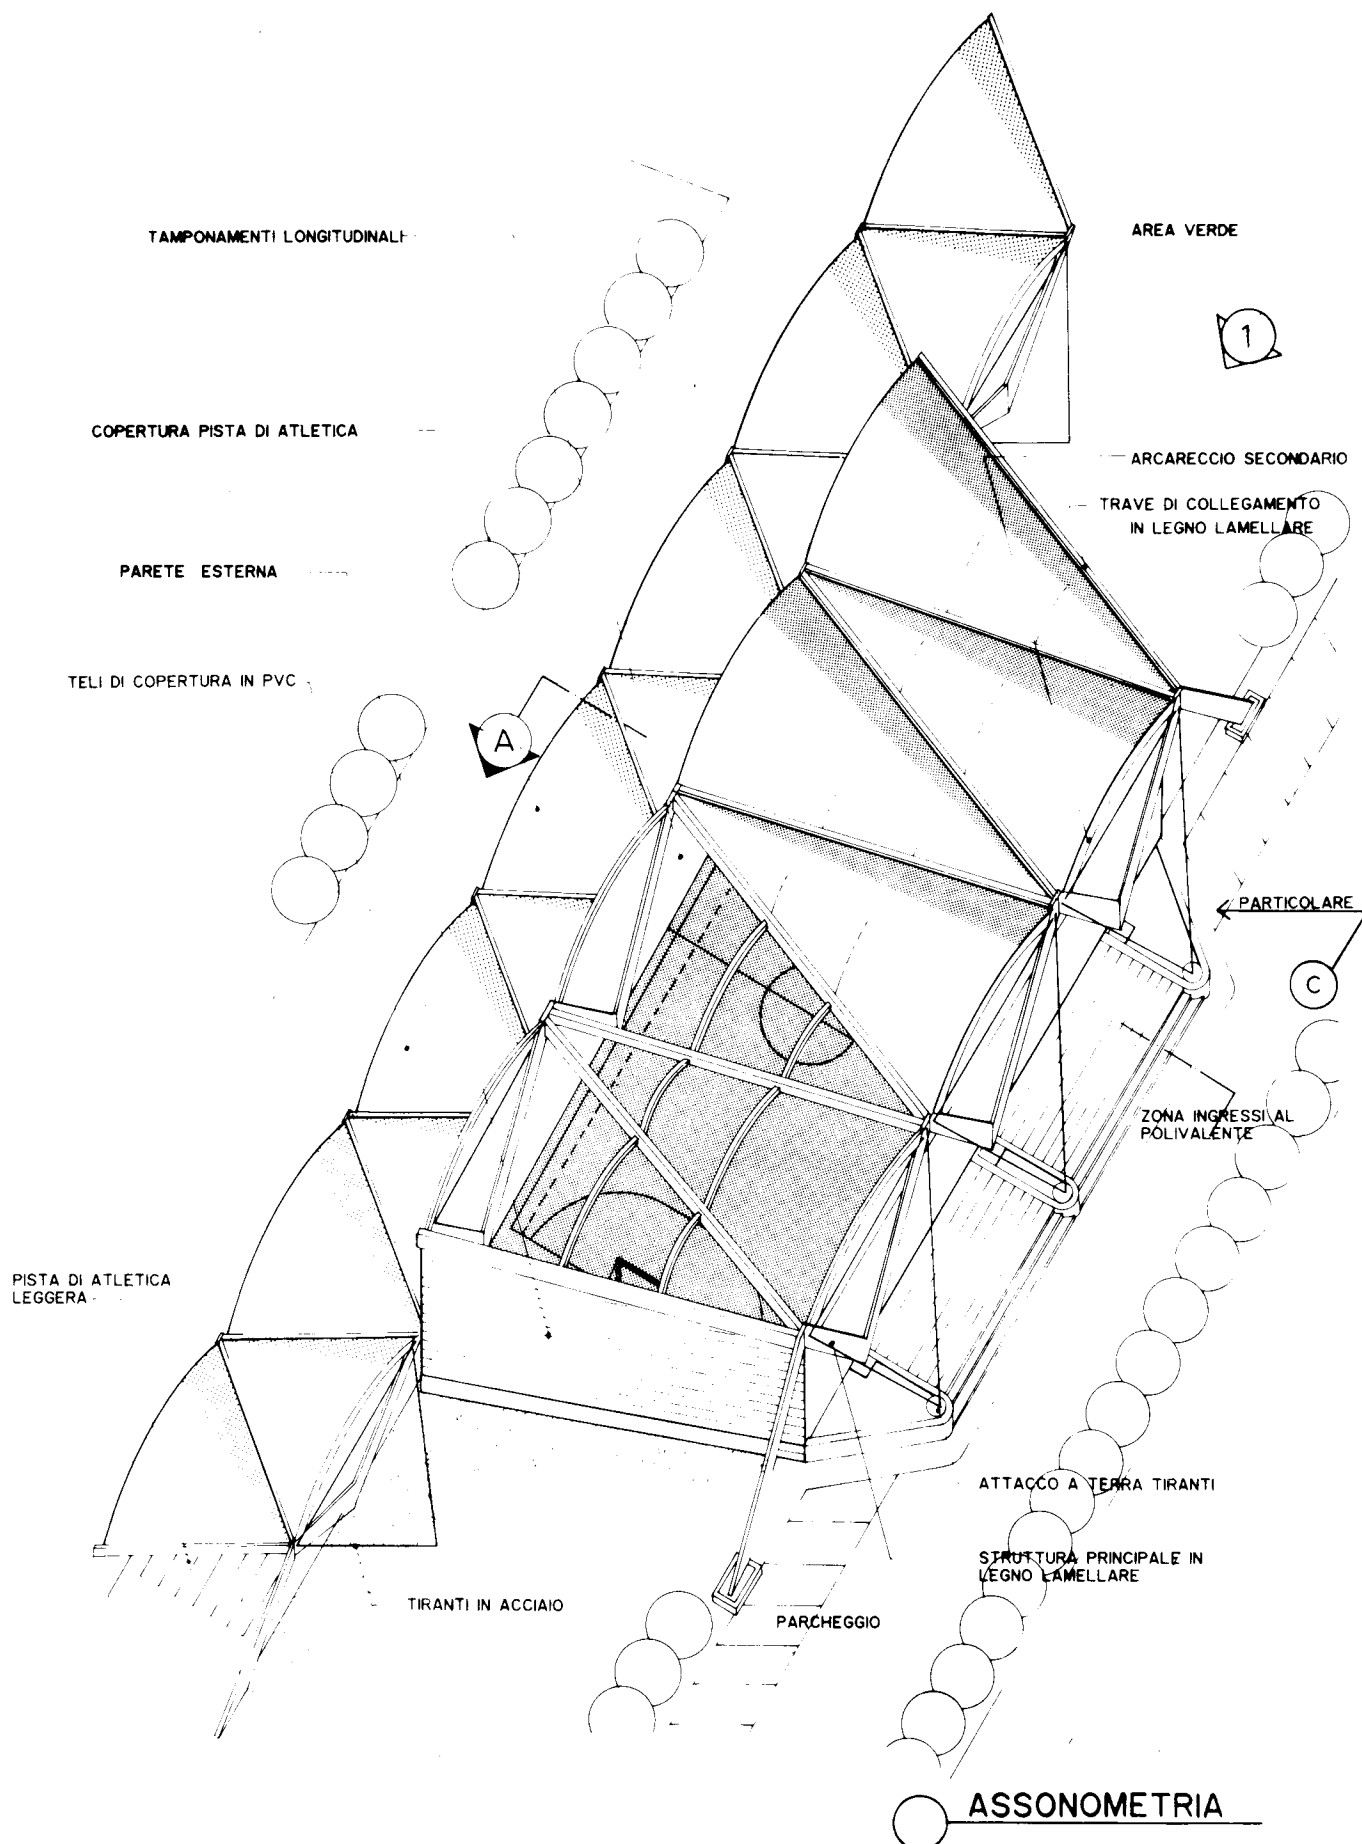 TAMPONAMENTI LONGITUDINALI
AREA VERDE
1
COPERTURA PISTA DI ATLETICA
ARCARECCIO SECONDARIO
TRAVE DI COLLEGAMENTO
IN LEGNO LAMELLARE
PARETE ESTERNA
TELI DI COPERTURA IN PVC
A
PARTICOLARE
C
ZONA INGRESSI AL
POLIVALENTE
PISTA DI ATLETICA
LEGGERA
ATTACCO A TERRA TIRANTI
STRUTTURA PRINCIPALE IN
LEGNO LAMELLARE
TIRANTI IN ACCIAIO
PARCHEGGIO
ASSONOMETRIA